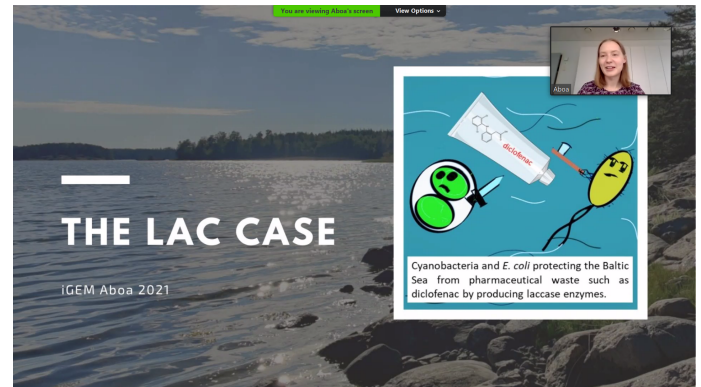 You are viewing Aboa's screen
View Options
Aboa
THE LAC CASE
iGEM Aboa 2021
diclofenac
Cyanobacteria and E. coli protecting the Baltic
Sea from pharmaceutical waste such as
diclofenac by producing laccase enzymes.